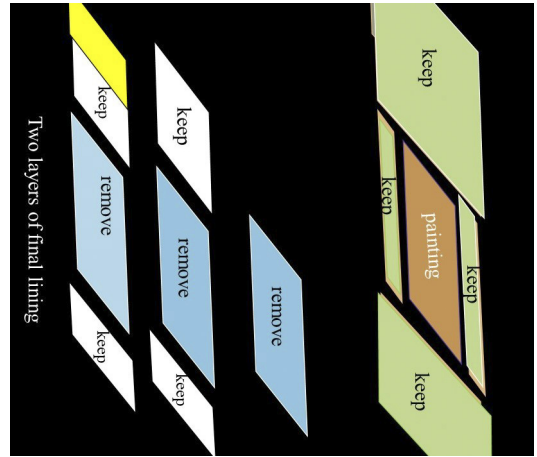 keep
keep painting keep
keep
remove
keep remove keep
keep remove keep
Two layers of final lining